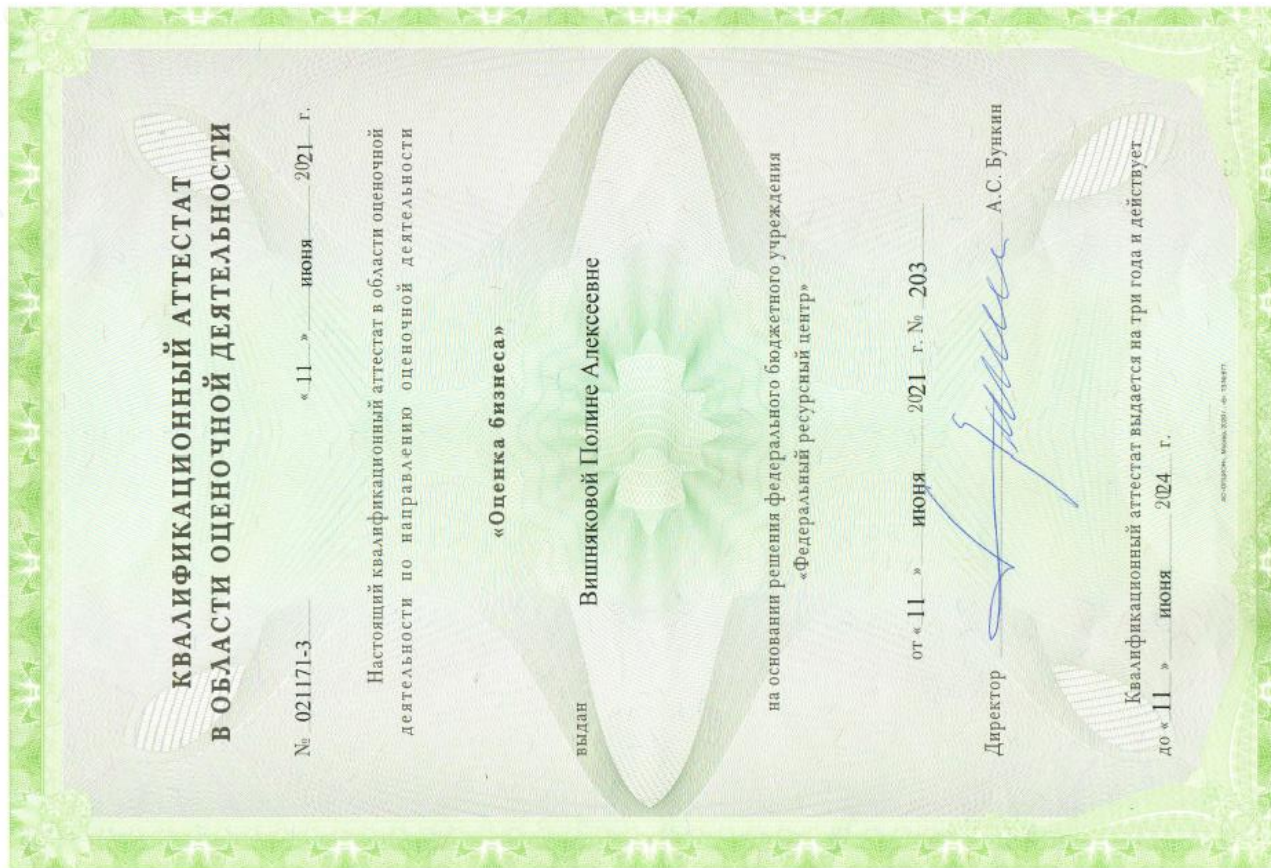 КВАЛИФИКАЦИОННЫЙ АТТЕСТАТ
В ОБЛАСТИ ОЦЕНОЧНОЙ ДЕЯТЕЛЬНОСТИ
№ 021171-3 « 11 » июня 2021 г.
Настоящий квалификационный аттестат в области оценочной
деятельности по направлению оценочной деятельности
«Оценка бизнеса»
выдан Вишняковой Полине Алексеевне
на основании решения федерального бюджетного учреждения
«Федеральный ресурсный центр»
от « 11 » июня 2021 г. № 203
Директор А.С. Бункин
Квалификационный аттестат выдается на три года и действует
до « 11 » июня 2024 г.